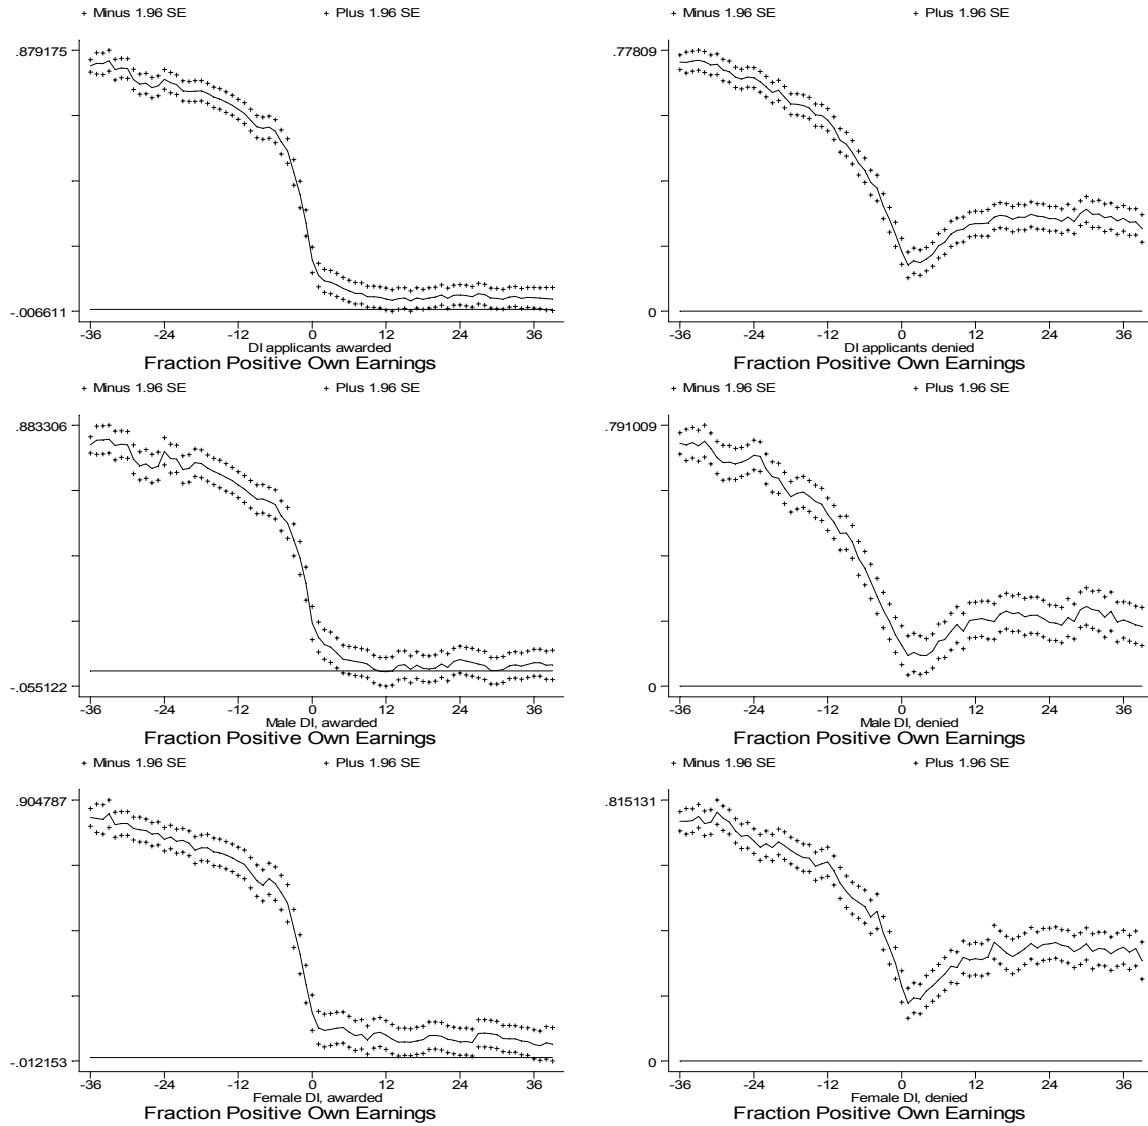 + Minus 1.96 SE + Plus 1.96 SE
.879175
-.006611
-36 -24 -12 0 12 24 36
DI applicants awarded
Fraction Positive Own Earnings
+ Minus 1.96 SE + Plus 1.96 SE
.77809
0
-36 -24 -12 0 12 24 36
DI applicants denied
Fraction Positive Own Earnings
+ Minus 1.96 SE + Plus 1.96 SE
.883306
-.055122
-36 -24 -12 0 12 24 36
Male DI, awarded
Fraction Positive Own Earnings
+ Minus 1.96 SE + Plus 1.96 SE
.791009
0
-36 -24 -12 0 12 24 36
Male DI, denied
Fraction Positive Own Earnings
+ Minus 1.96 SE + Plus 1.96 SE
.904787
-.012153
-36 -24 -12 0 12 24 36
Female DI, awarded
Fraction Positive Own Earnings
+ Minus 1.96 SE + Plus 1.96 SE
.815131
0
-36 -24 -12 0 12 24 36
Female DI, denied
Fraction Positive Own Earnings